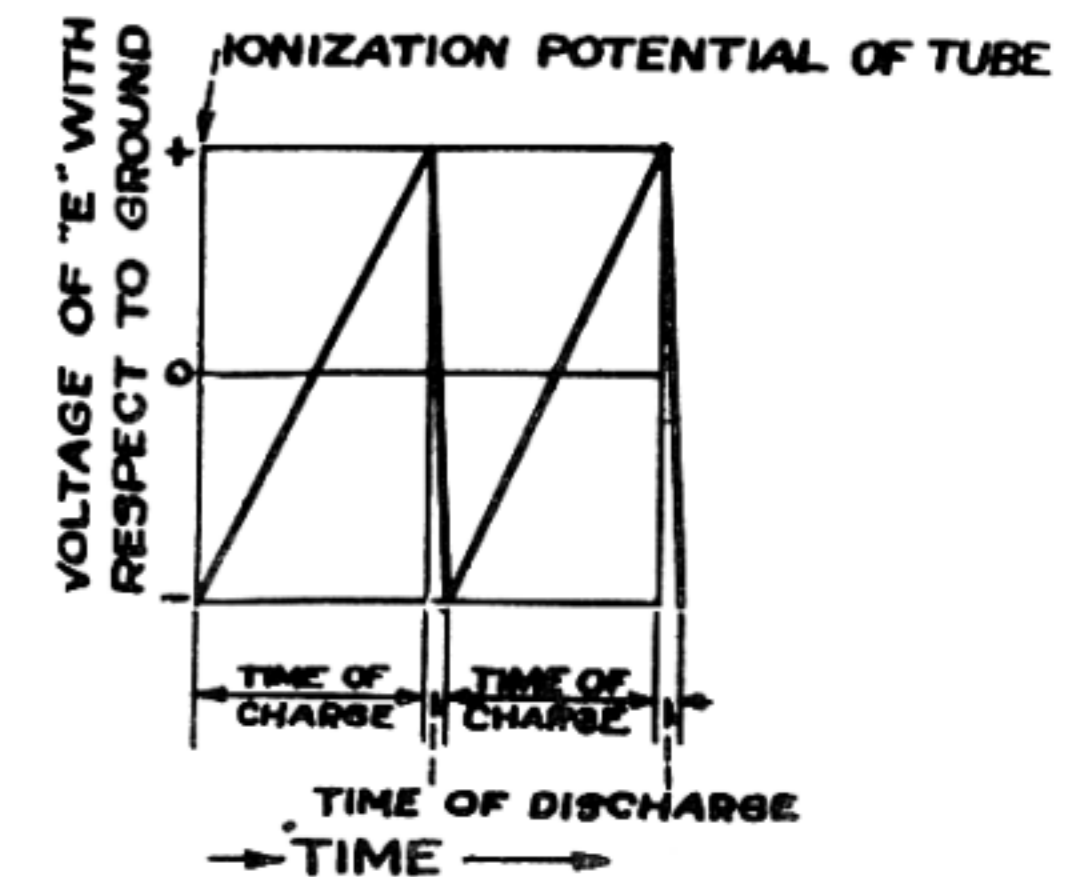 IONIZATION POTENTIAL OF TUBE
VOLTAGE OF "E" WITH
RESPECT TO GROUND
+
0
-
TIME OF
CHARGE
TIME OF
CHARGE
TIME OF DISCHARGE
TIME